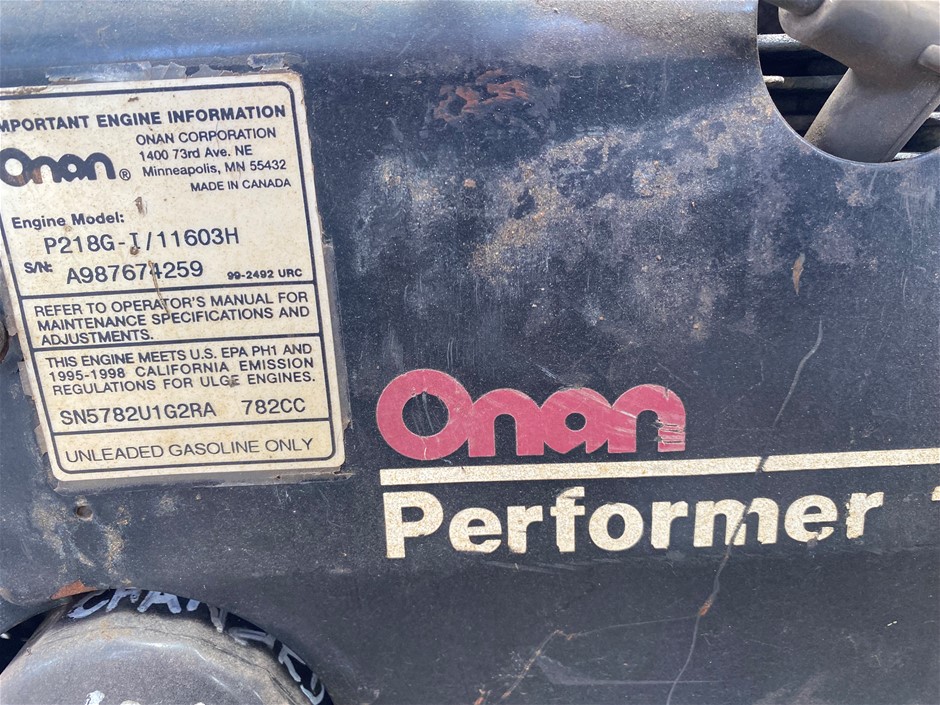 MPORTANT ENGINE INFORMATION
Onan®
ONAN CORPORATION
1400 73rd Ave. NE
Minneapolis, MN 55432
MADE IN CANADA
Engine Model:
P218G-I/11603H
S/N: A987674259 99-2492 URC
REFER TO OPERATOR'S MANUAL FOR
MAINTENANCE SPECIFICATIONS AND
ADJUSTMENTS.
THIS ENGINE MEETS U.S. EPA PH1 AND
1995-1998 CALIFORNIA EMISSION
REGULATIONS FOR ULGE ENGINES.
SN5782U1G2RA 782CC
UNLEADED GASOLINE ONLY
Onan
Performer